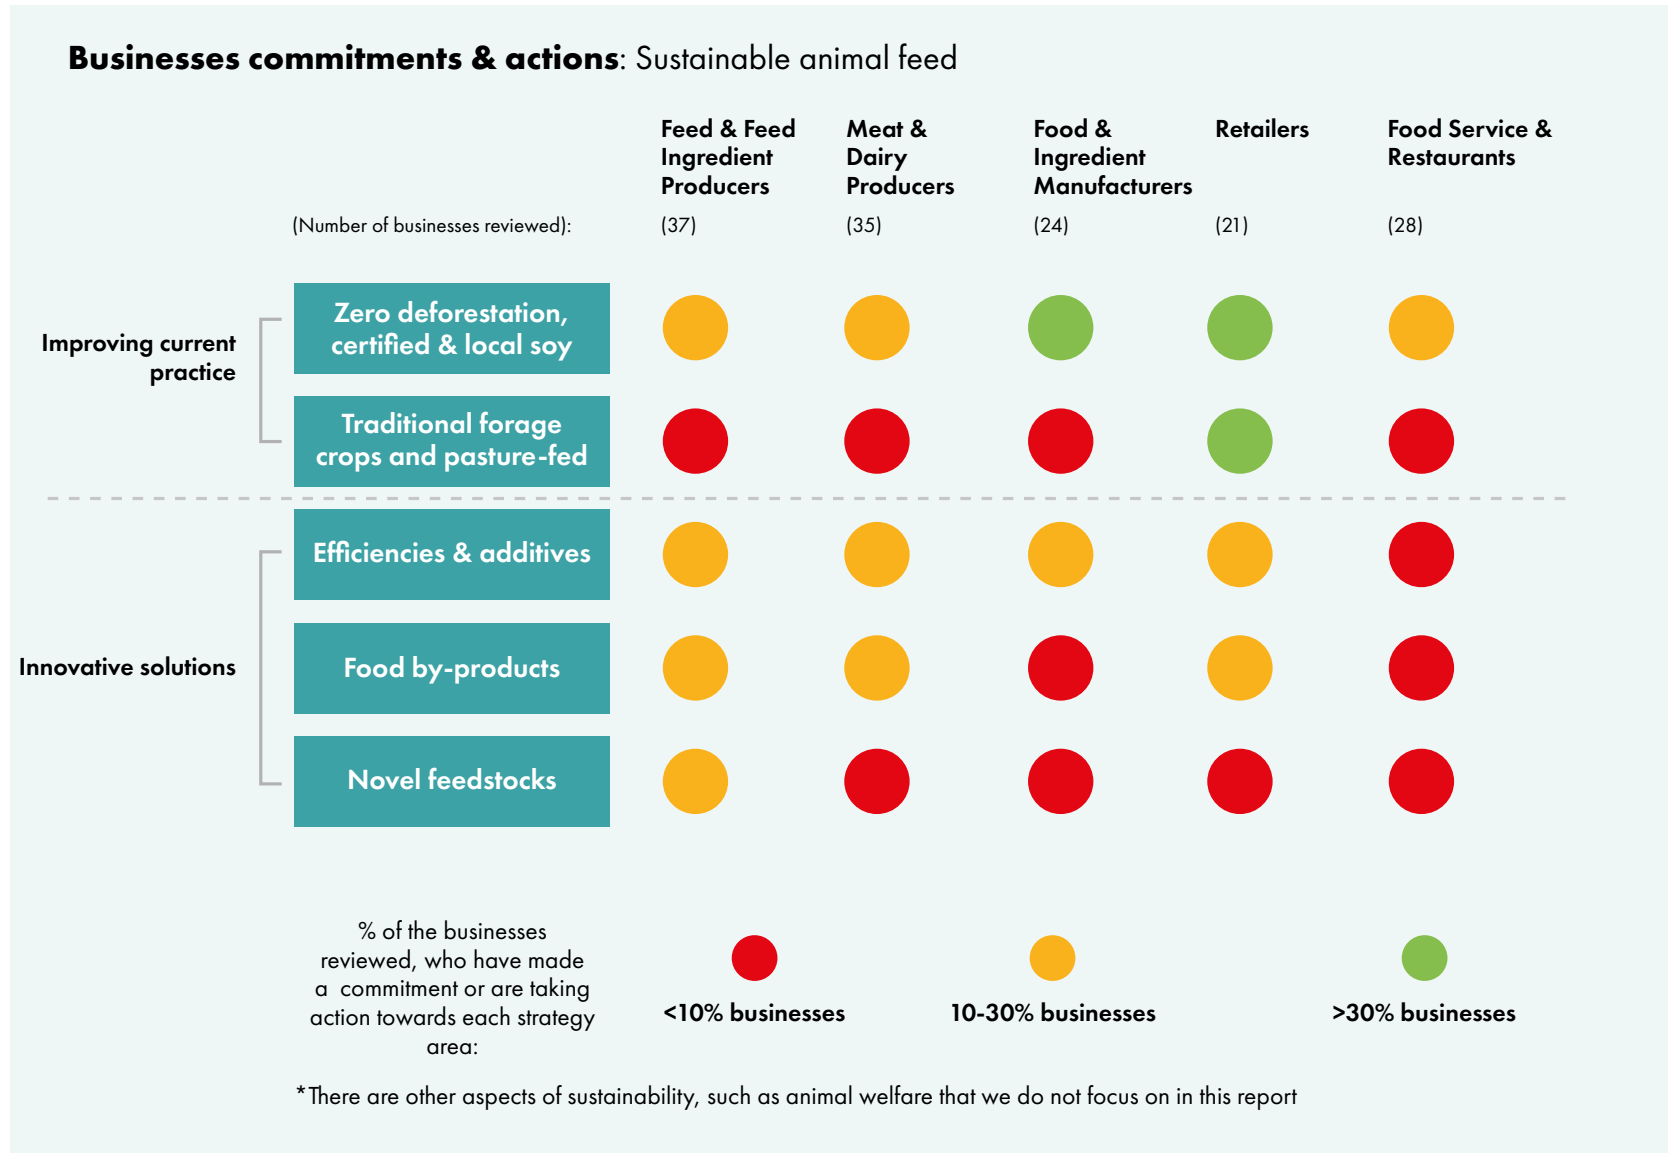 Businesses commitments & actions: Sustainable animal feed
Feed & Feed
Ingredient
Producers
Meat &
Dairy
Producers
Food &
Ingredient
Manufacturers
Retailers
Food Service &
Restaurants
(Number of businesses reviewed):
(37)
(35)
(24)
(21)
(28)
Improving current
practice
Zero deforestation,
certified & local soy
Traditional forage
crops and pasture-fed
Innovative solutions
Efficiencies & additives
Food by-products
Novel feedstocks
% of the businesses
reviewed, who have made
a  commitment or are taking
action towards each strategy
area:
<10% businesses
10-30% businesses
>30% businesses
*There are other aspects of sustainability, such as animal welfare that we do not focus on in this report